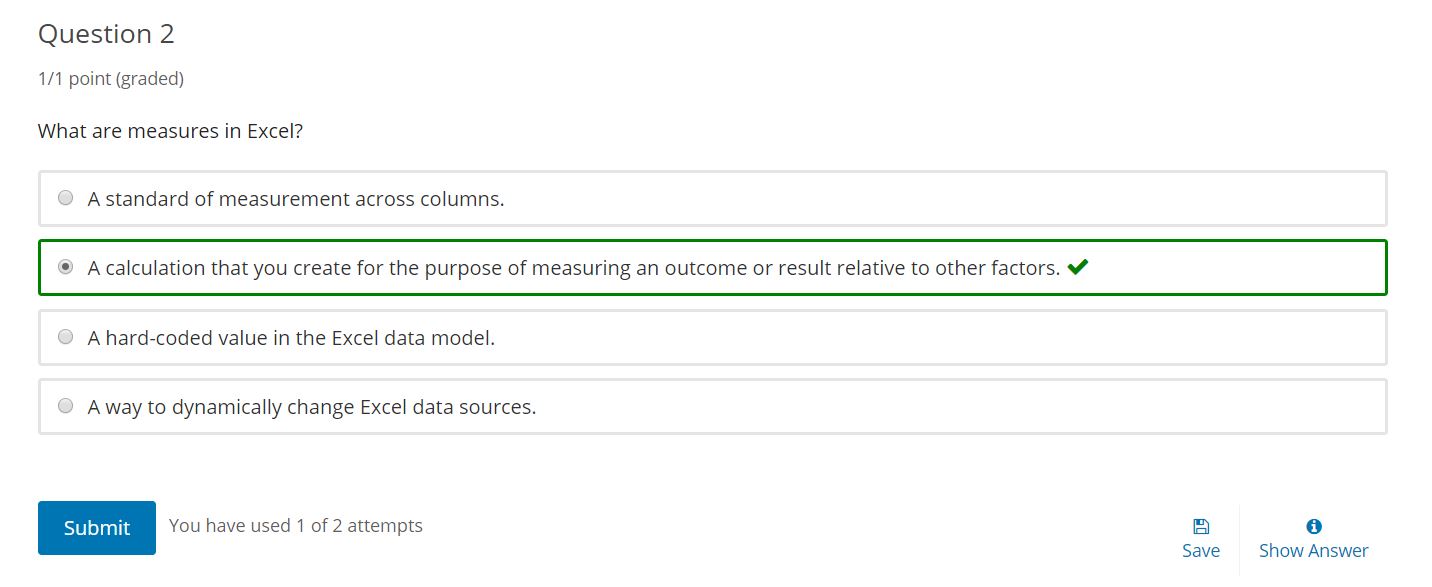 Question 2
1/1 point (graded)
What are measures in Excel?
A standard of measurement across columns.
A calculation that you create for the purpose of measuring an outcome or result relative to other factors.
A hard-coded value in the Excel data model.
A way to dynamically change Excel data sources.
Submit
You have used 1 of 2 attempts
Save
Show Answer